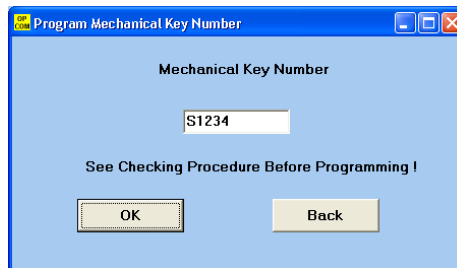 OP
COM
Program Mechanical Key Number
Mechanical Key Number
S1234
See Checking Procedure Before Programming !
OK
Back